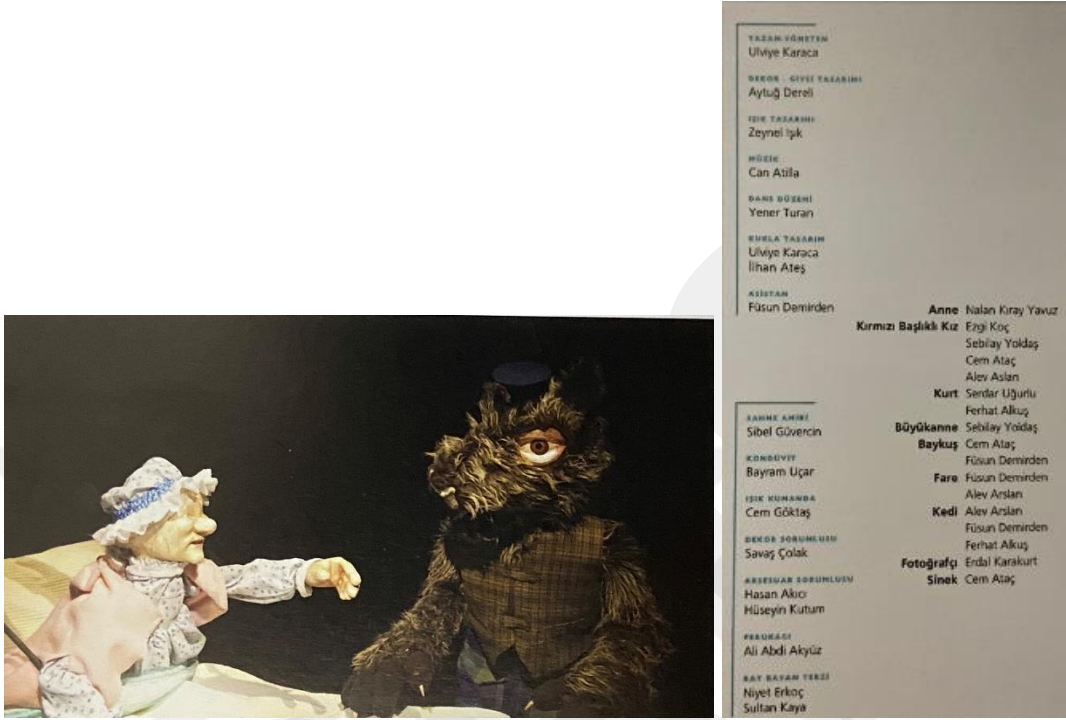 YAZAN YÖNETEN
Ulviye Karaca
DEKOR - GİYSİ TASARIMI
Aytuğ Dereli
IŞIK TASARIMI
Zeynel Işık
MÜZİK
Can Atilla
DANS DÜZENİ
Yener Turan
KUKLA TASARIM
Ulviye Karaca
İlhan Ateş
ASİSTAN
Füsun Demirden
Anne Nalan Kıray Yavuz
Kırmızı Başlıklı Kız Ezgi Koç
Sebilay Yoldaş
Cem Ataç
Alev Aslan
Kurt Serdar Uğurlu
Ferhat Alkuş
Büyükanne Sebilay Yoldaş
Baykuş Cem Ataç
Füsun Demirden
Fare Füsun Demirden
Alev Arslan
Kedi Alev Arslan
Füsun Demirden
Ferhat Alkuş
Fotoğrafçı Erdal Karakurt
Sinek Cem Ataç
SAHNE AMİRİ
Sibel Güvercin
KONDÜVİT
Bayram Uçar
IŞIK KUMANDA
Cem Göktaş
DEKOR SORUMLUSU
Savaş Çolak
AKSESUAR SORUMLUSU
Hasan Akıcı
Hüseyin Kutum
PERUKACI
Ali Abdi Akyüz
BAY BAYAN TERZİ
Niyet Erkoç
Sultan Kaya